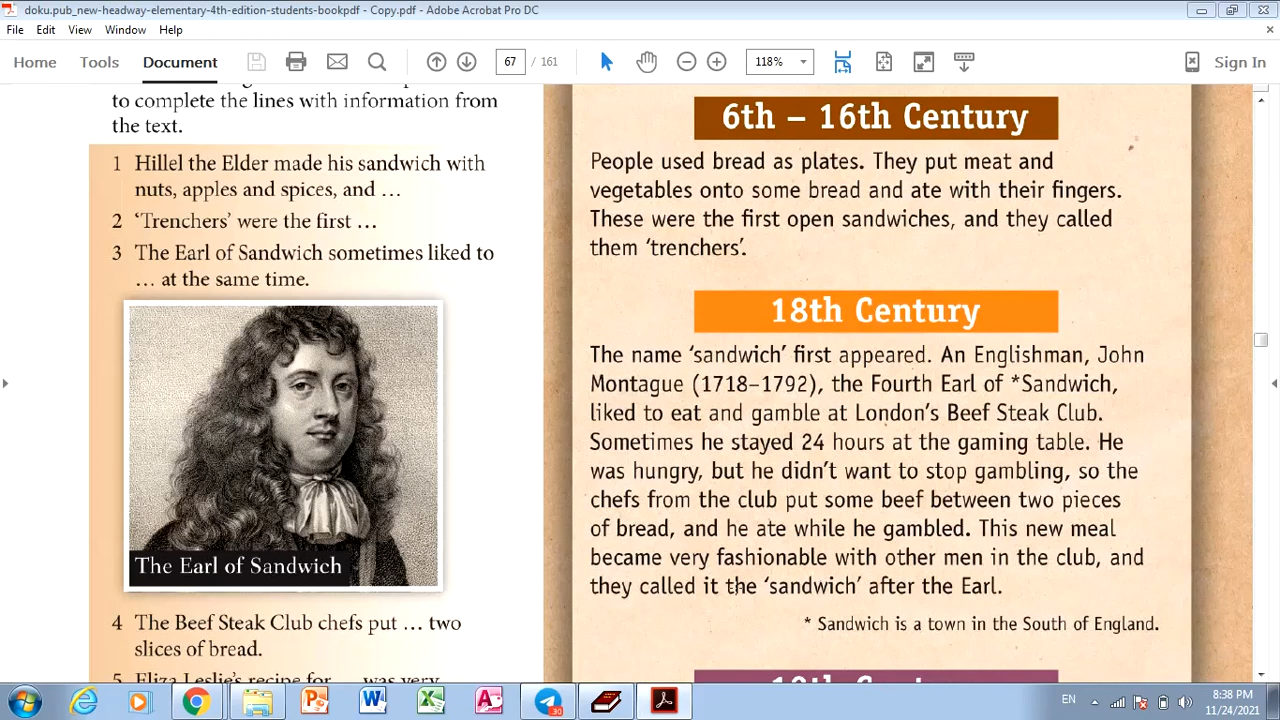 doku.pub_new-headway-elementary-4th-edition-students-bookpdf - Copy.pdf - Adobe Acrobat Pro DC
File Edit View Window Help
Home Tools Document 67 / 161 118% Sign In
to complete the lines with information from
the text.
1 Hillel the Elder made his sandwich with
nuts, apples and spices, and …
2 ‘Trenchers’ were the first …
3 The Earl of Sandwich sometimes liked to
… at the same time.
The Earl of Sandwich
4 The Beef Steak Club chefs put … two
slices of bread.
5 Eliza Leslie's recipe for … was very
6th – 16th Century
People used bread as plates. They put meat and
vegetables onto some bread and ate with their fingers.
These were the first open sandwiches, and they called
them ‘trenchers’.
18th Century
The name ‘sandwich’ first appeared. An Englishman, John
Montague (1718–1792), the Fourth Earl of *Sandwich,
liked to eat and gamble at London's Beef Steak Club.
Sometimes he stayed 24 hours at the gaming table. He
was hungry, but he didn't want to stop gambling, so the
chefs from the club put some beef between two pieces
of bread, and he ate while he gambled. This new meal
became very fashionable with other men in the club, and
they called it the ‘sandwich’ after the Earl.
* Sandwich is a town in the South of England.
30
EN
8:38 PM
11/24/2021